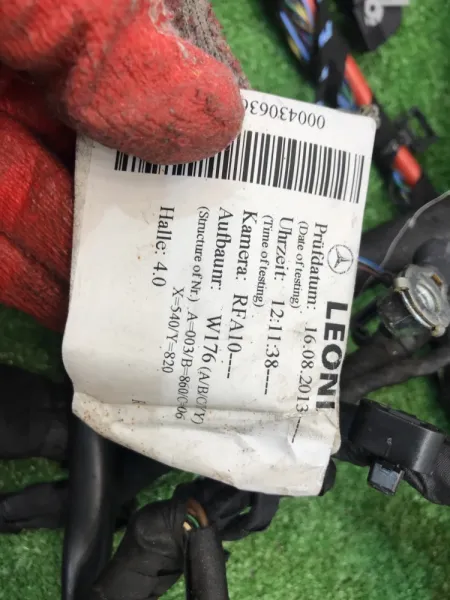 LEONI
Prüfdatum: 16.08.2013-----
(Date of testing)
Uhrzeit: 12:11:38----
(Time of testing)
Kamera: RFA10----
Aufbaunr: W176 (A/B/C/Y)
(Structure of Nr.) A=003/B=860/C=06
X=540/Y=820
Halle: 4.0